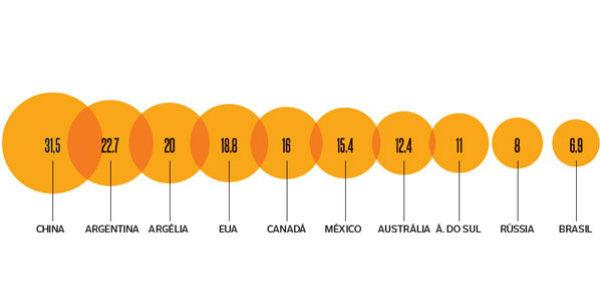 31,5 22.7 20 18.8 16 15.4 12.4 11 8 6.9
CHINA ARGENTINA ARGÉLIA EUA CANADÁ MÉXICO AUSTRÁLIA Á. DO SUL RÚSSIA BRASIL